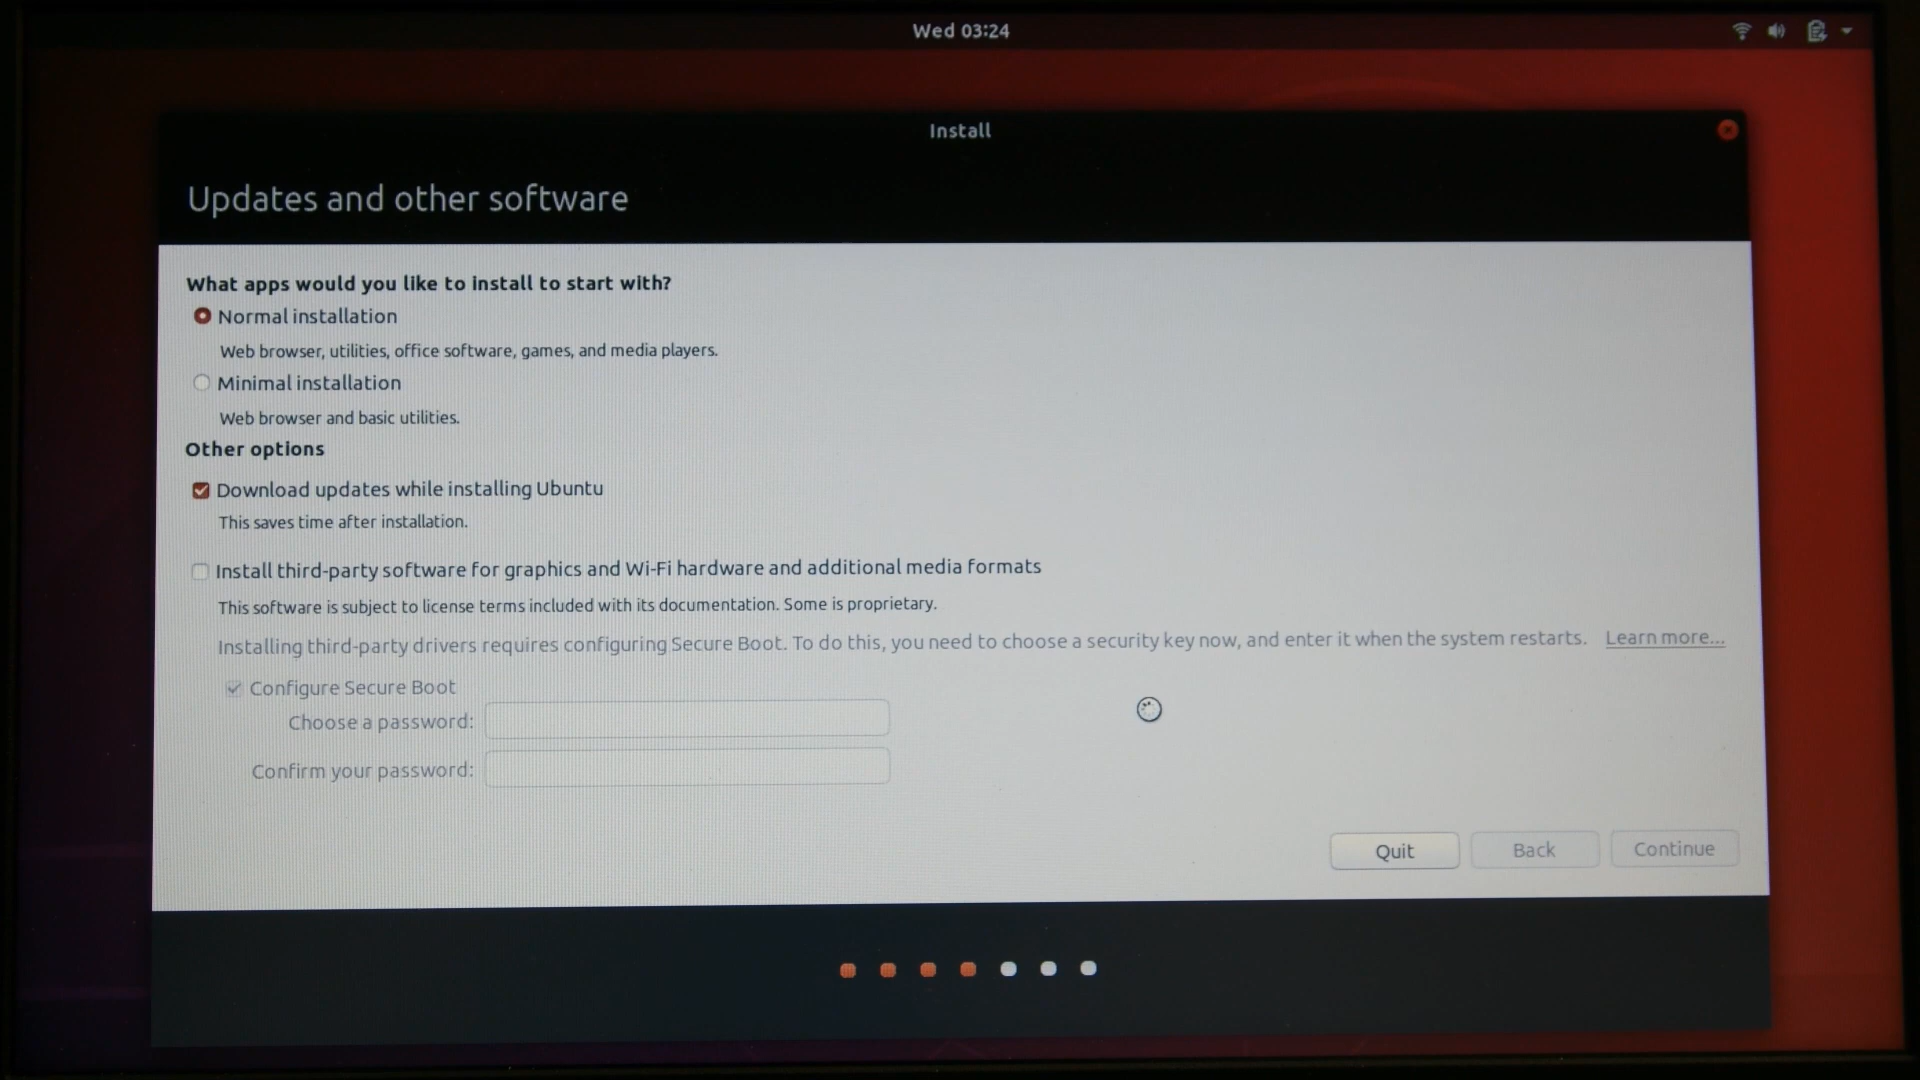 Wed 03:24
Install
Updates and other software
What apps would you like to install to start with?
Normal installation
Web browser, utilities, office software, games, and media players.
Minimal installation
Web browser and basic utilities.
Other options
Download updates while installing Ubuntu
This saves time after installation.
Install third-party software for graphics and Wi-Fi hardware and additional media formats
This software is subject to license terms included with its documentation. Some is proprietary.
Installing third-party drivers requires configuring Secure Boot. To do this, you need to choose a security key now, and enter it when the system restarts. Learn more...
Configure Secure Boot
Choose a password:
Confirm your password:
Quit Back Continue